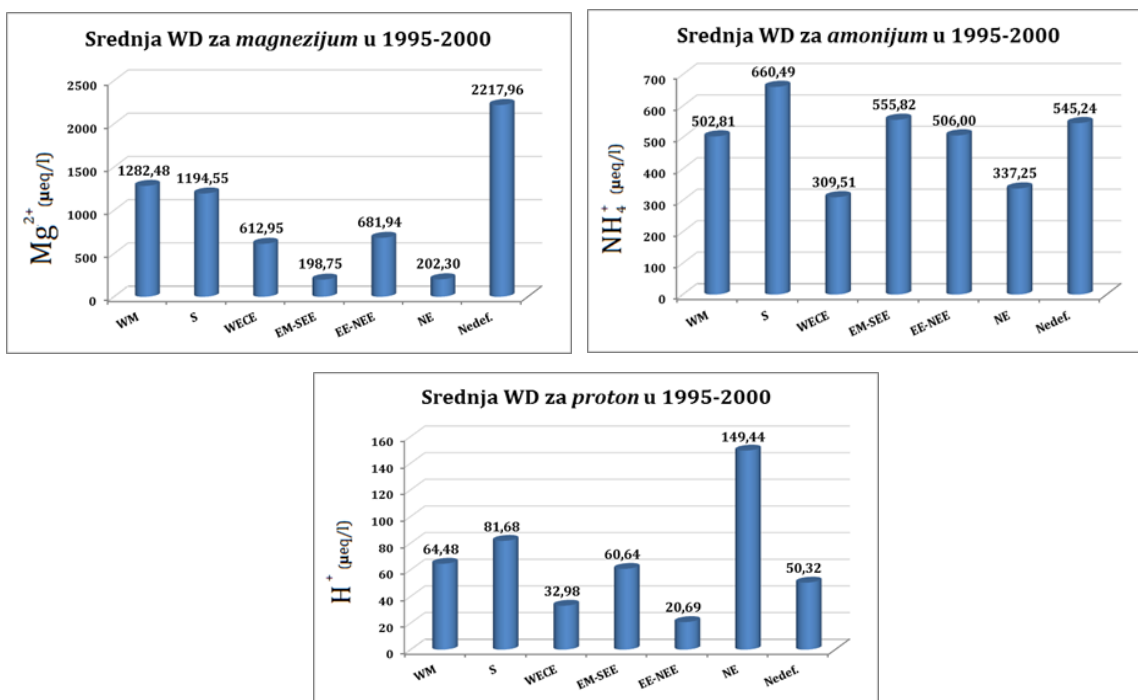 Srednja WD za magnezijum u 1995-2000
Mg²⁺ (µeq/l)
2500
2000
1500
1000
500
0
1282,48
1194,55
612,95
198,75
681,94
202,30
2217,96
WM
S
WECE
EM-SEE
EE-NEE
NE
Nedef.
Srednja WD za amonijum u 1995-2000
NH₄⁺ (µeq/l)
700
600
500
400
300
200
100
0
502,81
660,49
309,51
555,82
506,00
337,25
545,24
WM
S
WECE
EM-SEE
EE-NEE
NE
Nedef.
Srednja WD za proton u 1995-2000
H⁺ (µeq/l)
160
140
120
100
80
60
40
20
0
64,48
81,68
32,98
60,64
20,69
149,44
50,32
WM
S
WECE
EM-SEE
EE-NEE
NE
Nedef.